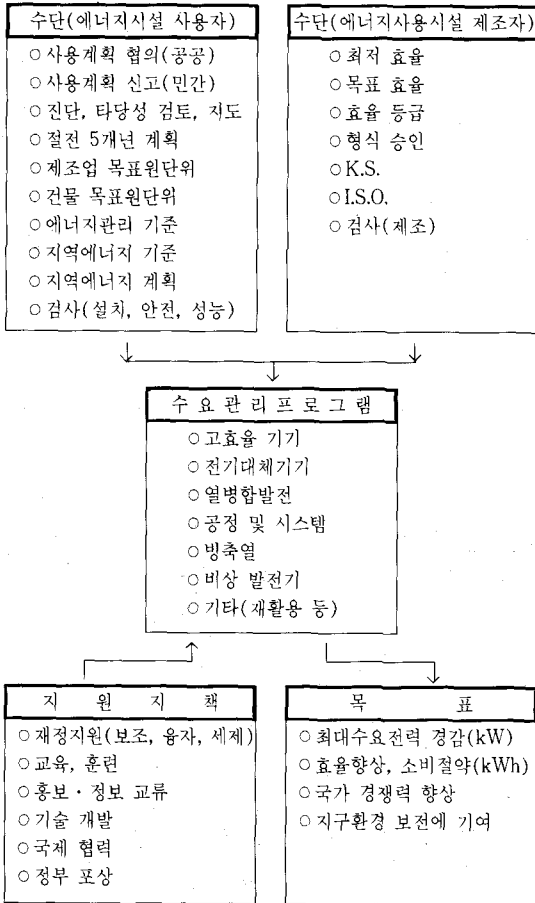 수단(에너지시설 사용자)
○사용계획 협의(공공)
○사용계획 신고(민간)
○진단, 타당성 검토, 지도
○절전 5개년 계획
○제조업 목표원단위
○건물 목표원단위
○에너지관리 기준
○지역에너지 기준
○지역에너지 계획
○검사(설치, 안전, 성능)
수단(에너지사용시설 제조자)
○최저 효율
○목표 효율
○효율 등급
○형식 승인
○K.S.
○I.S.O.
○검사(제조)
수 요 관 리 프 로 그 램
○고효율 기기
○전기대체기기
○열병합발전
○공정 및 시스템
○빙축열
○비상 발전기
○기타(재활용 등)
지 원 지 책
○재정지원(보조, 융자, 세제)
○교육, 훈련
○홍보·정보 교류
○기술 개발
○국제 협력
○정부 포상
목 표
○최대수요전력 경감(kW)
○효율향상, 소비절약(kWh)
○국가 경쟁력 향상
○지구환경 보전에 기여